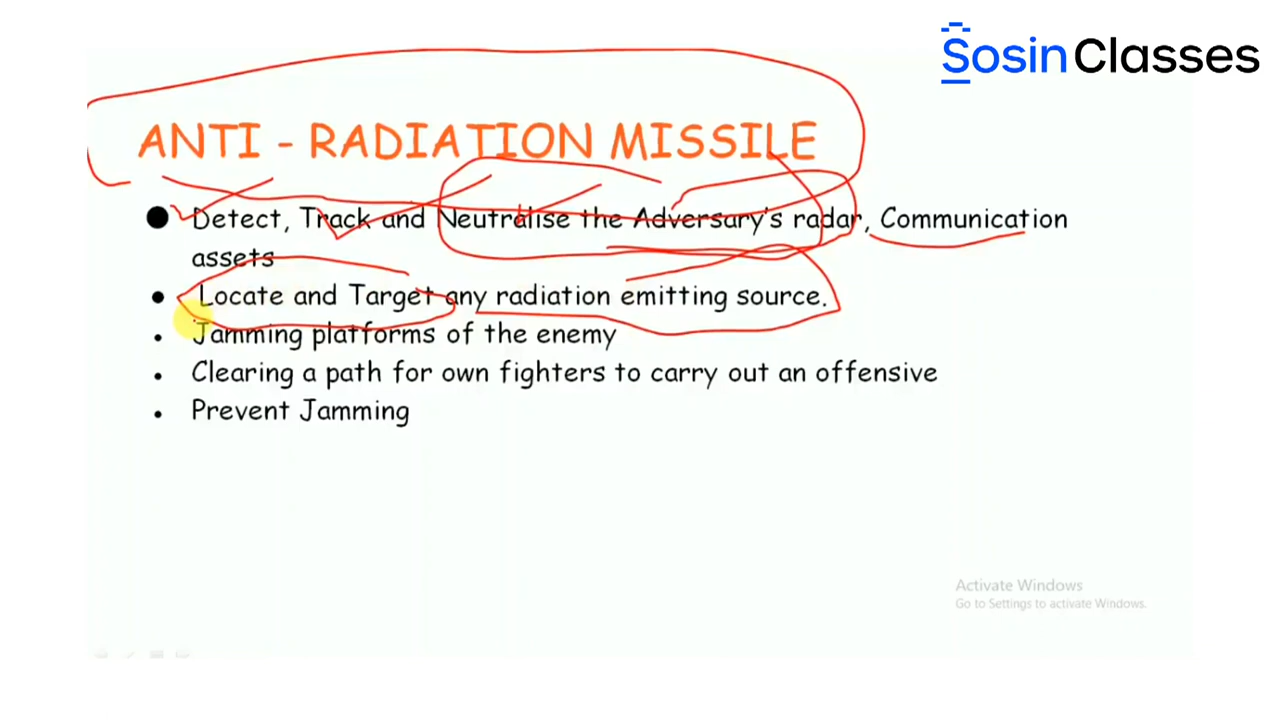 SosinClasses
ANTI - RADIATION MISSILE
● Detect, Track and Neutralise the Adversary's radar, Communication
assets
● Locate and Target any radiation emitting source.
• Jamming platforms of the enemy
• Clearing a path for own fighters to carry out an offensive
• Prevent Jamming
Activate Windows
Go to Settings to activate Windows.